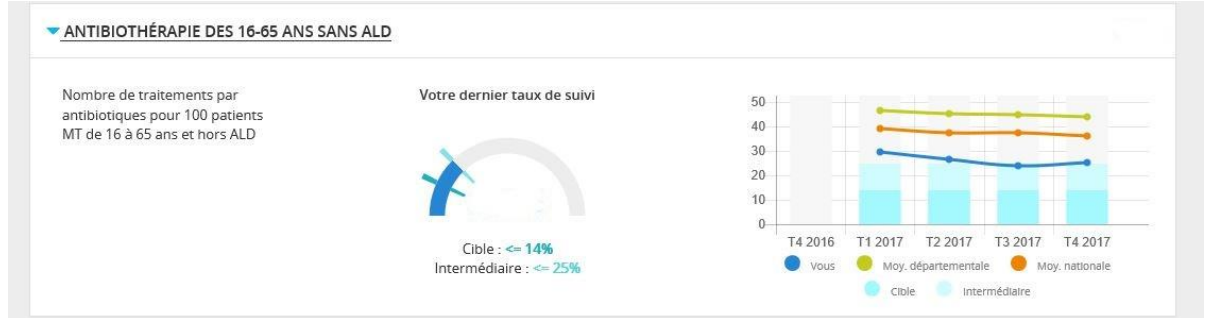 ANTIBIOTHÉRAPIE DES 16-65 ANS SANS ALD
Nombre de traitements par
antibiotiques pour 100 patients
MT de 16 à 65 ans et hors ALD
Votre dernier taux de suivi
Cible : <= 14%
Intermédiaire : <= 25%
50
40
30
20
10
0
T4 2016 T1 2017 T2 2017 T3 2017 T4 2017
Vous Moy. départementale Moy. nationale
Cible Intermédiaire